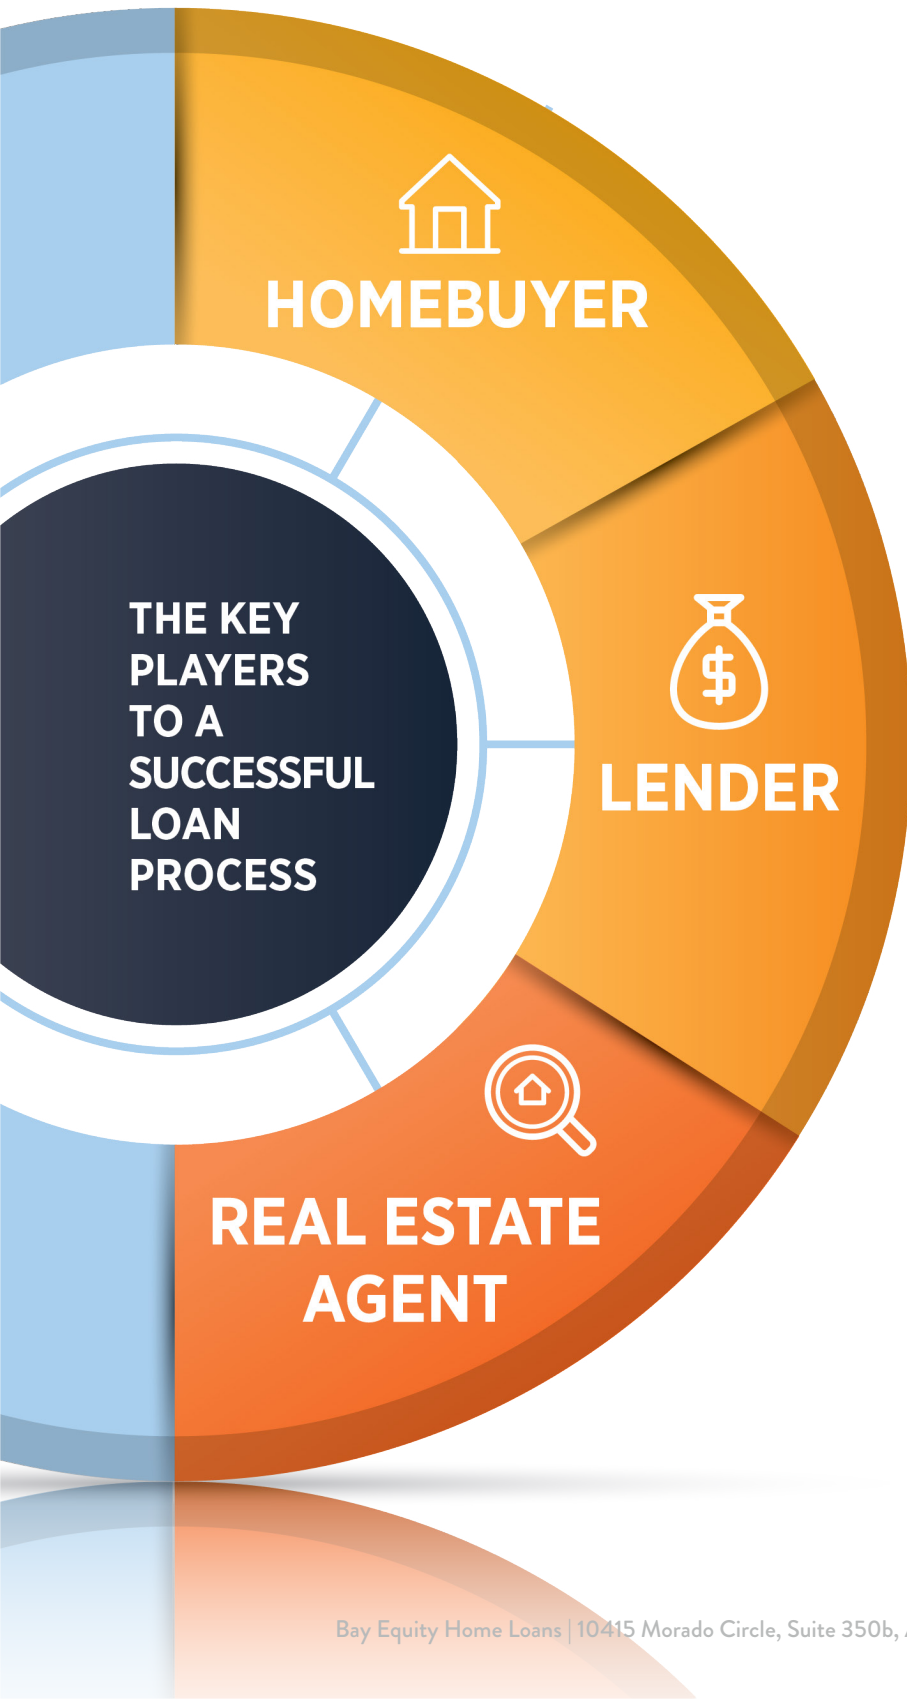 HOMEBUYER
THE KEY
PLAYERS
TO A
SUCCESSFUL
LOAN
PROCESS
$
LENDER
REAL ESTATE
AGENT
Bay Equity Home Loans | 10415 Morado Circle, Suite 350b,